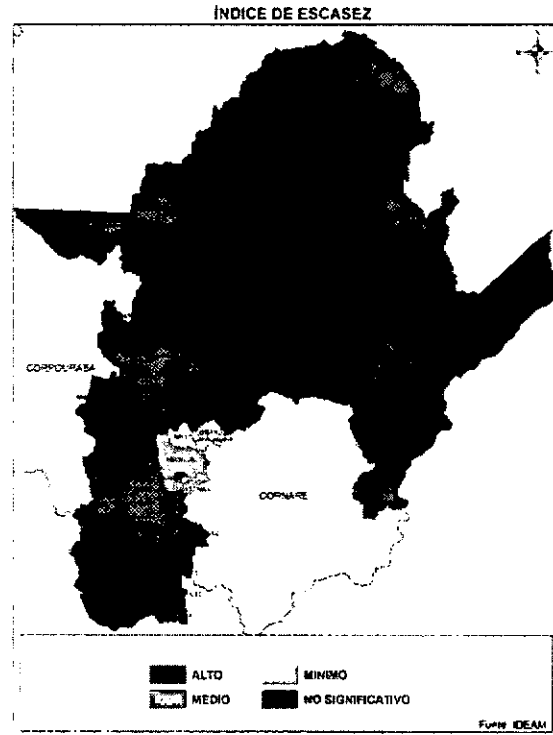 ÍNDICE DE ESCASEZ
CORPOURABA
CORNARE
ALTO
MINIMO
MEDIO
NO SIGNIFICATIVO
Fuente IDEAM